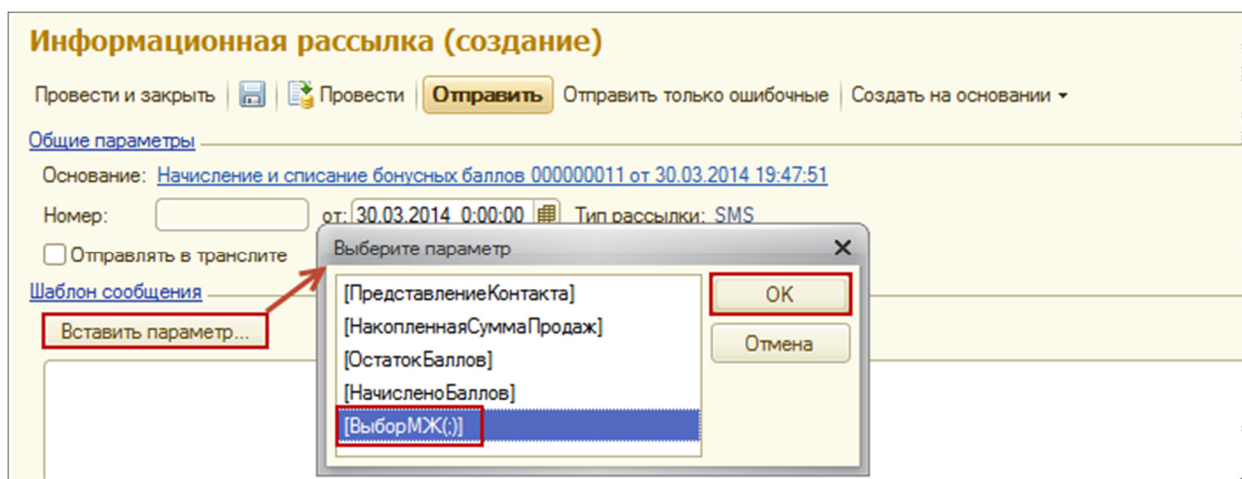 Информационная рассылка (создание)
Провести и закрыть Провести Отправить Отправить только ошибочные Создать на основании
Общие параметры
Основание: Начисление и списание бонусных баллов 000000011 от 30.03.2014 19:47:51
Номер: от: 30.03.2014 0:00:00 Тип рассылки: SMS
Отправлять в транслите
Выберите параметр
Шаблон сообщения
Вставить параметр...
[ПредставлениеКонтакта]
[НакопленнаяСуммаПродаж]
[ОстатокБаллов]
[НачисленоБаллов]
[ВыборМЖ(;)]
OK
Отмена